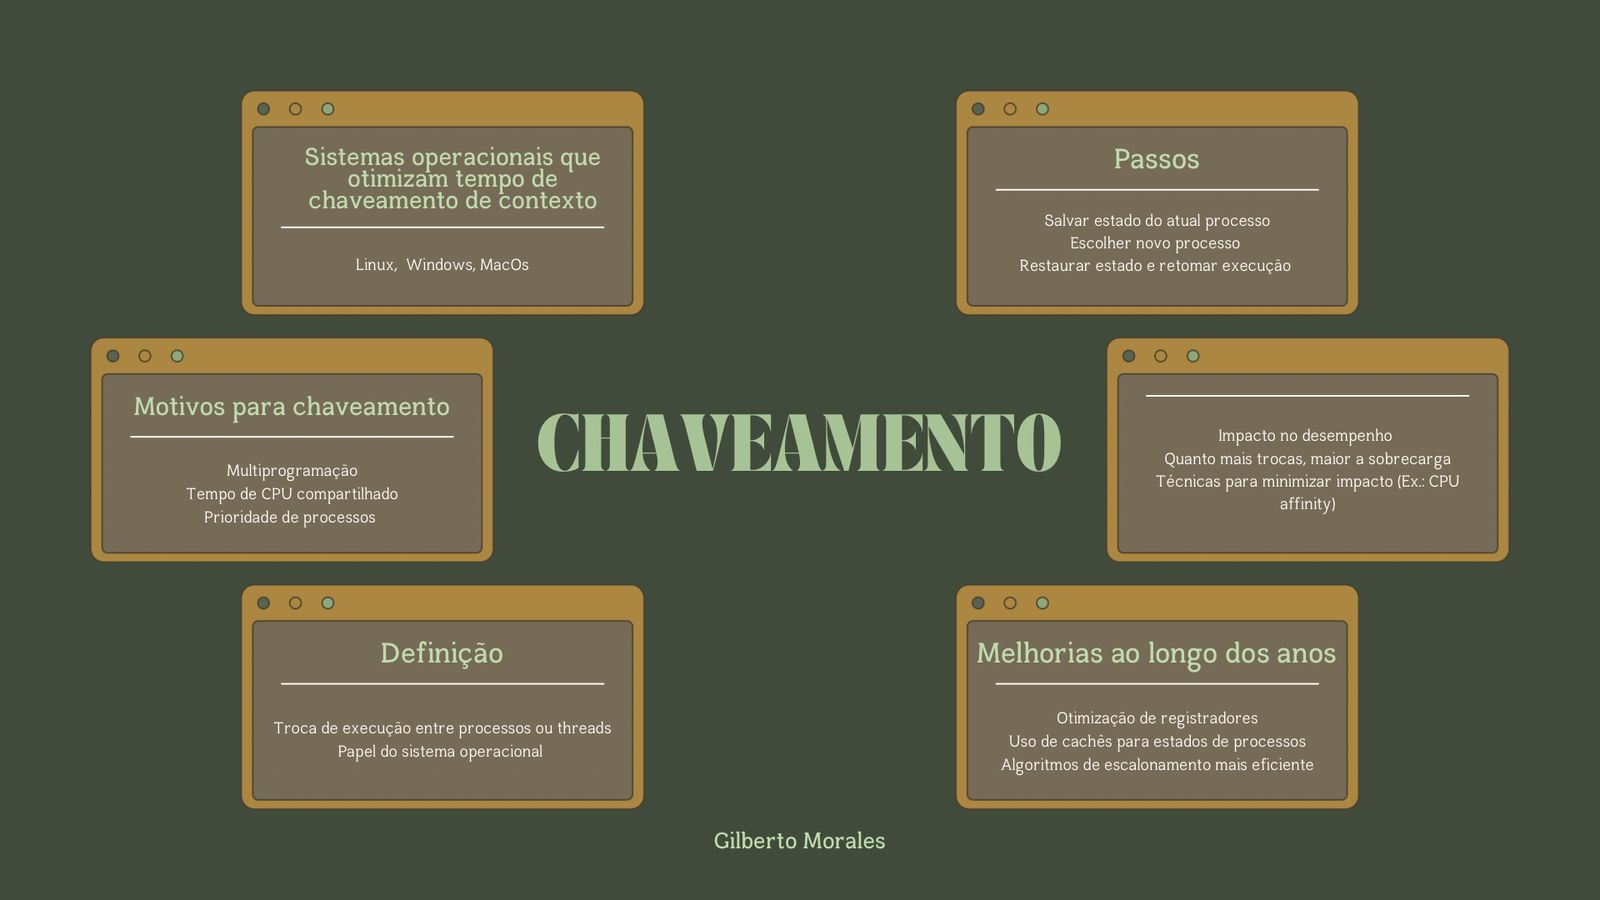 Sistemas operacionais que
otimizam tempo de
chaveamento de contexto
Linux,  Windows, MacOs
Passos
Salvar estado do atual processo
Escolher novo processo
Restaurar estado e retomar execução
Motivos para chaveamento
Multiprogramação
Tempo de CPU compartilhado
Prioridade de processos
CHAVEAMENTO
Impacto no desempenho
Quanto mais trocas, maior a sobrecarga
Técnicas para minimizar impacto (Ex.: CPU
affinity)
Definição
Troca de execução entre processos ou threads
Papel do sistema operacional
Melhorias ao longo dos anos
Otimização de registradores
Uso de cachês para estados de processos
Algoritmos de escalonamento mais eficiente
Gilberto Morales